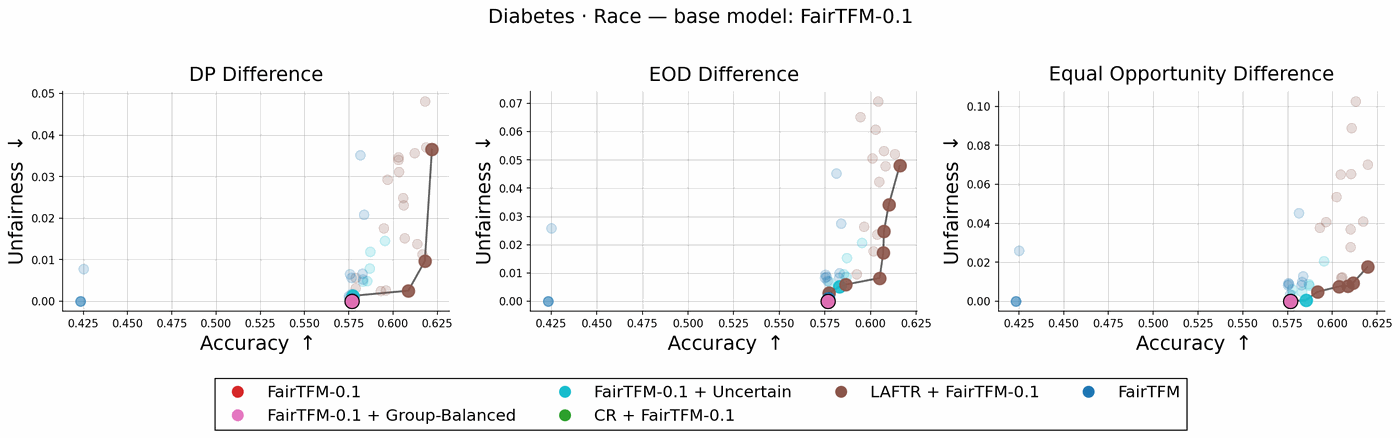 Diabetes · Race — base model: FairTFM-0.1
DP Difference
EOD Difference
Equal Opportunity Difference
Unfairness ↓
0.05
0.04
0.03
0.02
0.01
0.00
0.425 0.450 0.475 0.500 0.525 0.550 0.575 0.600 0.625
Accuracy ↑
Unfairness ↓
0.07
0.06
0.05
0.04
0.03
0.02
0.01
0.00
0.425 0.450 0.475 0.500 0.525 0.550 0.575 0.600 0.625
Accuracy ↑
Unfairness ↓
0.10
0.08
0.06
0.04
0.02
0.00
0.425 0.450 0.475 0.500 0.525 0.550 0.575 0.600 0.625
Accuracy ↑
FairTFM-0.1
FairTFM-0.1 + Group-Balanced
FairTFM-0.1 + Uncertain
CR + FairTFM-0.1
LAFTR + FairTFM-0.1
FairTFM